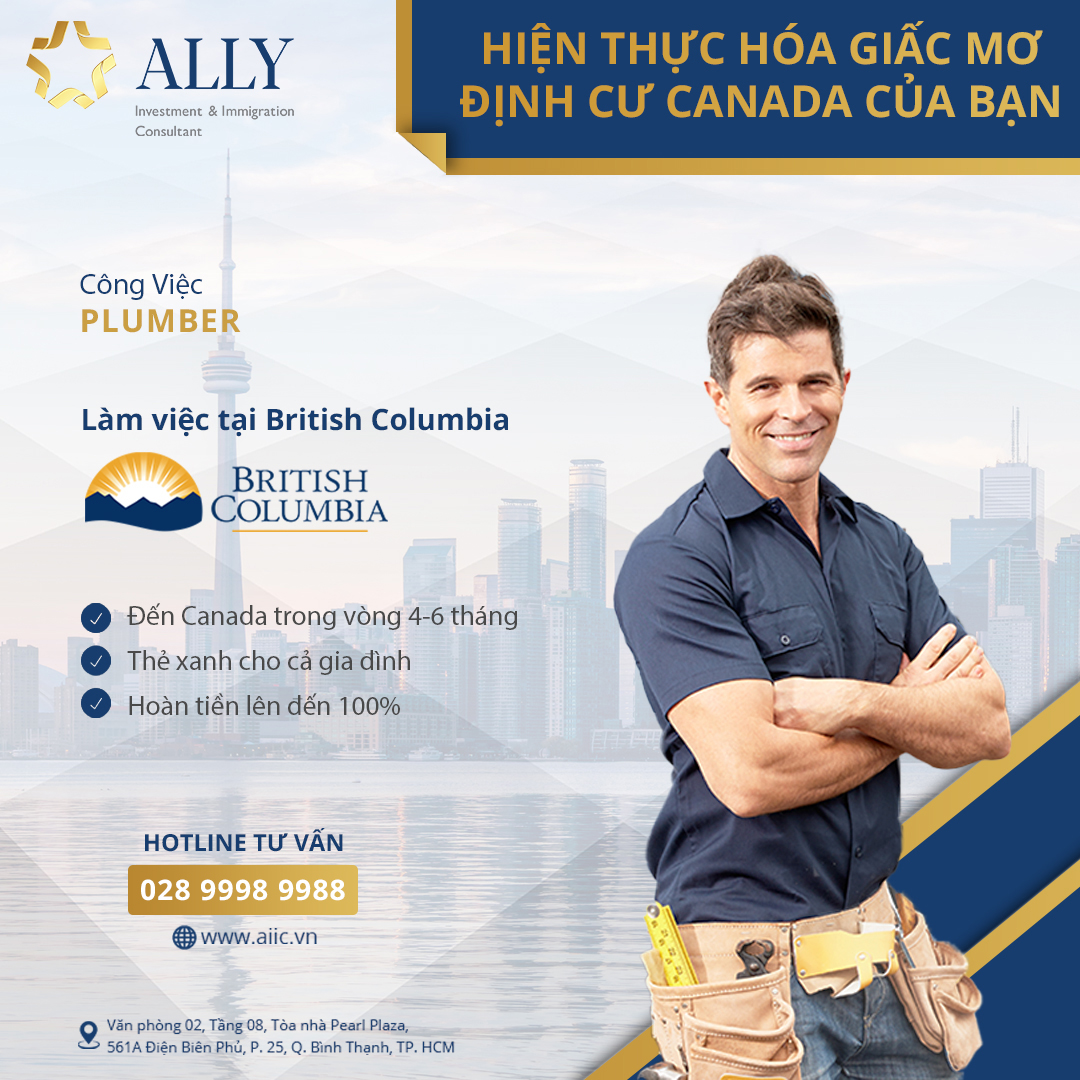 ALLY
Investment & Immigration
Consultant
HIỆN THỰC HÓA GIẤC MƠ
ĐỊNH CƯ CANADA CỦA BẠN
Công Việc
PLUMBER
Làm việc tại British Columbia
BRITISH
COLUMBIA
Đến Canada trong vòng 4-6 tháng
Thẻ xanh cho cả gia đình
Hoàn tiền lên đến 100%
HOTLINE TƯ VẤN
028 9998 9988
www.aiic.vn
Văn phòng 02, Tầng 08, Tòa nhà Pearl Plaza,
561A Điện Biên Phủ, P. 25, Q. Bình Thạnh, TP. HCM